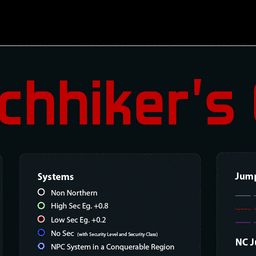 chhiker's
Systems
Non Northern
High Sec Eg. +0.8
Low Sec Eg. +0.2
No Sec (with Security Level and Security Class)
NPC System in a Conquerable Region
Jump
NC Ju